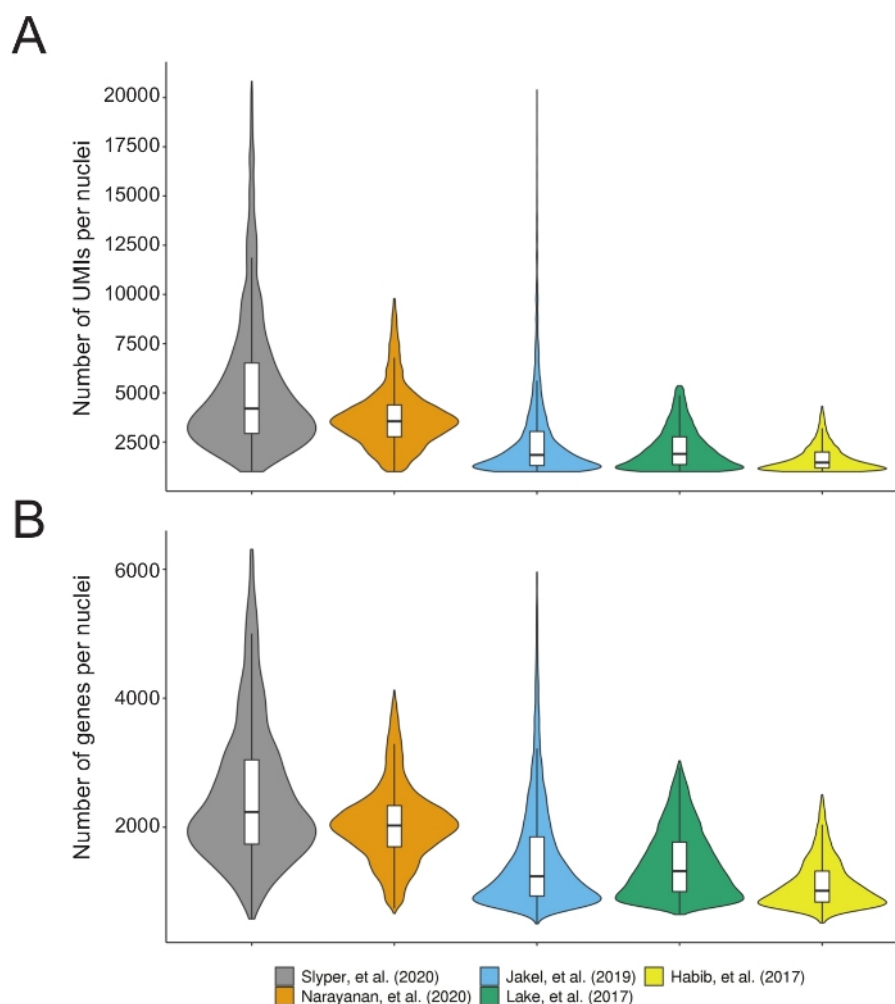 A
Number of UMIs per nuclei
20000
17500
15000
12500
10000
7500
5000
2500
B
Number of genes per nuclei
6000
4000
2000
Slyper, et al. (2020)
Jakel, et al. (2019)
Habib, et al. (2017)
Narayanan, et al. (2020)
Lake, et al. (2017)